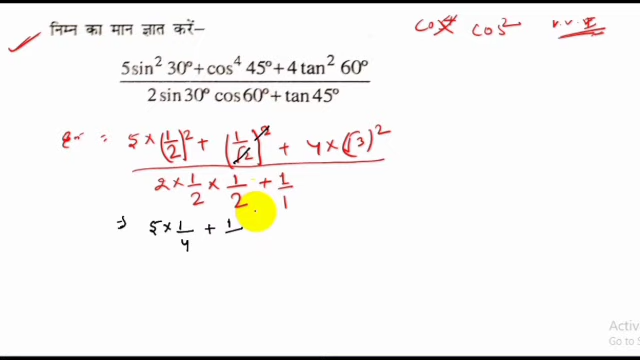 निम्न का मान ज्ञात करें– cos⁴ cos² v.v.I
5sin² 30°+cos⁴ 45°+4 tan² 60°
2 sin 30° cos 60°+ tan 45°
= 5 × (1/2)² + (1/√2)² + 4 × (√3)²
2 × 1/2 × 1/2 + 1/1
⇒ 5 × 1/4 + 1
Activ
Go to S